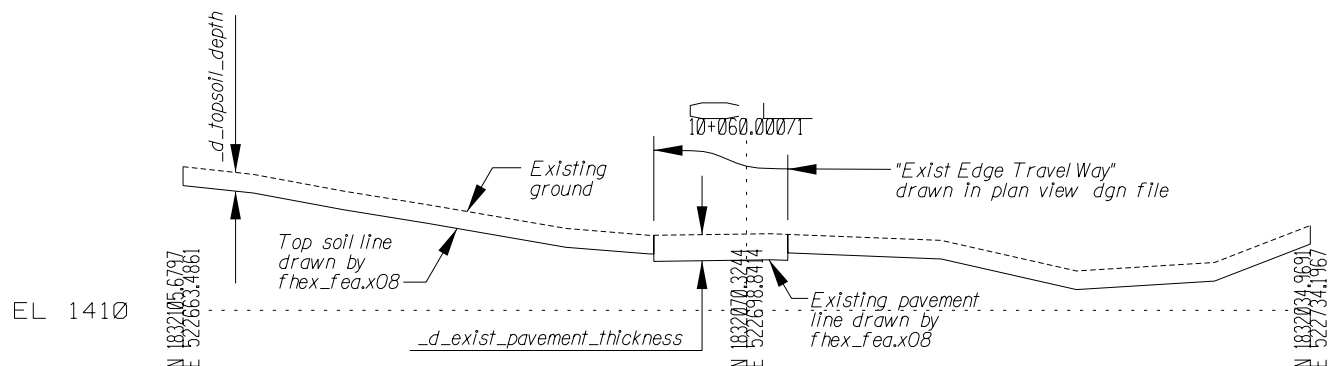 _d_topsoil_depth
10+060.000/1
Existing
ground
"Exist Edge Travel Way"
drawn in plan view dgn file
Top soil line
drawn by
fhex_fea.x08
N 1832105.6797
E 522663.4861
N 1832070.3244
E 522698.8414
N 1832034.9691
E 522734.1967
EL 1410
Existing pavement
line drawn by
fhex_fea.x08
_d_exist_pavement_thickness